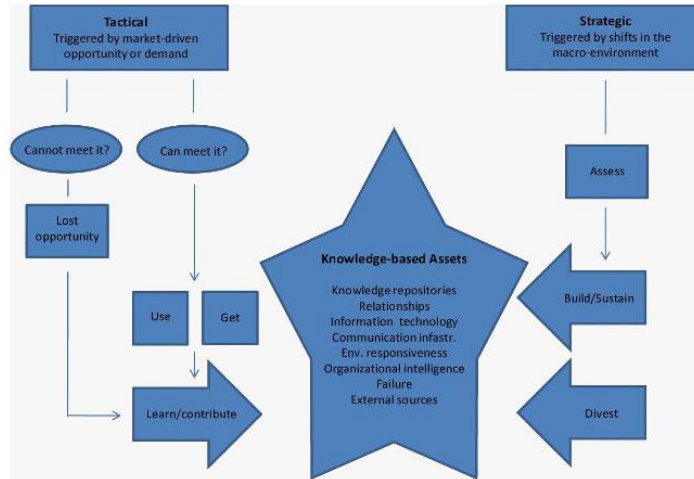 Tactical
Triggered by market-driven
opportunity or demand
Strategic
Triggered by shifts in the
macro-environment
Cannot meet it?
Can meet it?
Assess
Lost
opportunity
Knowledge-based Assets
Knowledge repositories
Relationships
Information technology
Communication infastr.
Env. responsiveness
Organizational intelligence
Failure
External sources
Build/Sustain
Use
Get
Learn/contribute
Divest